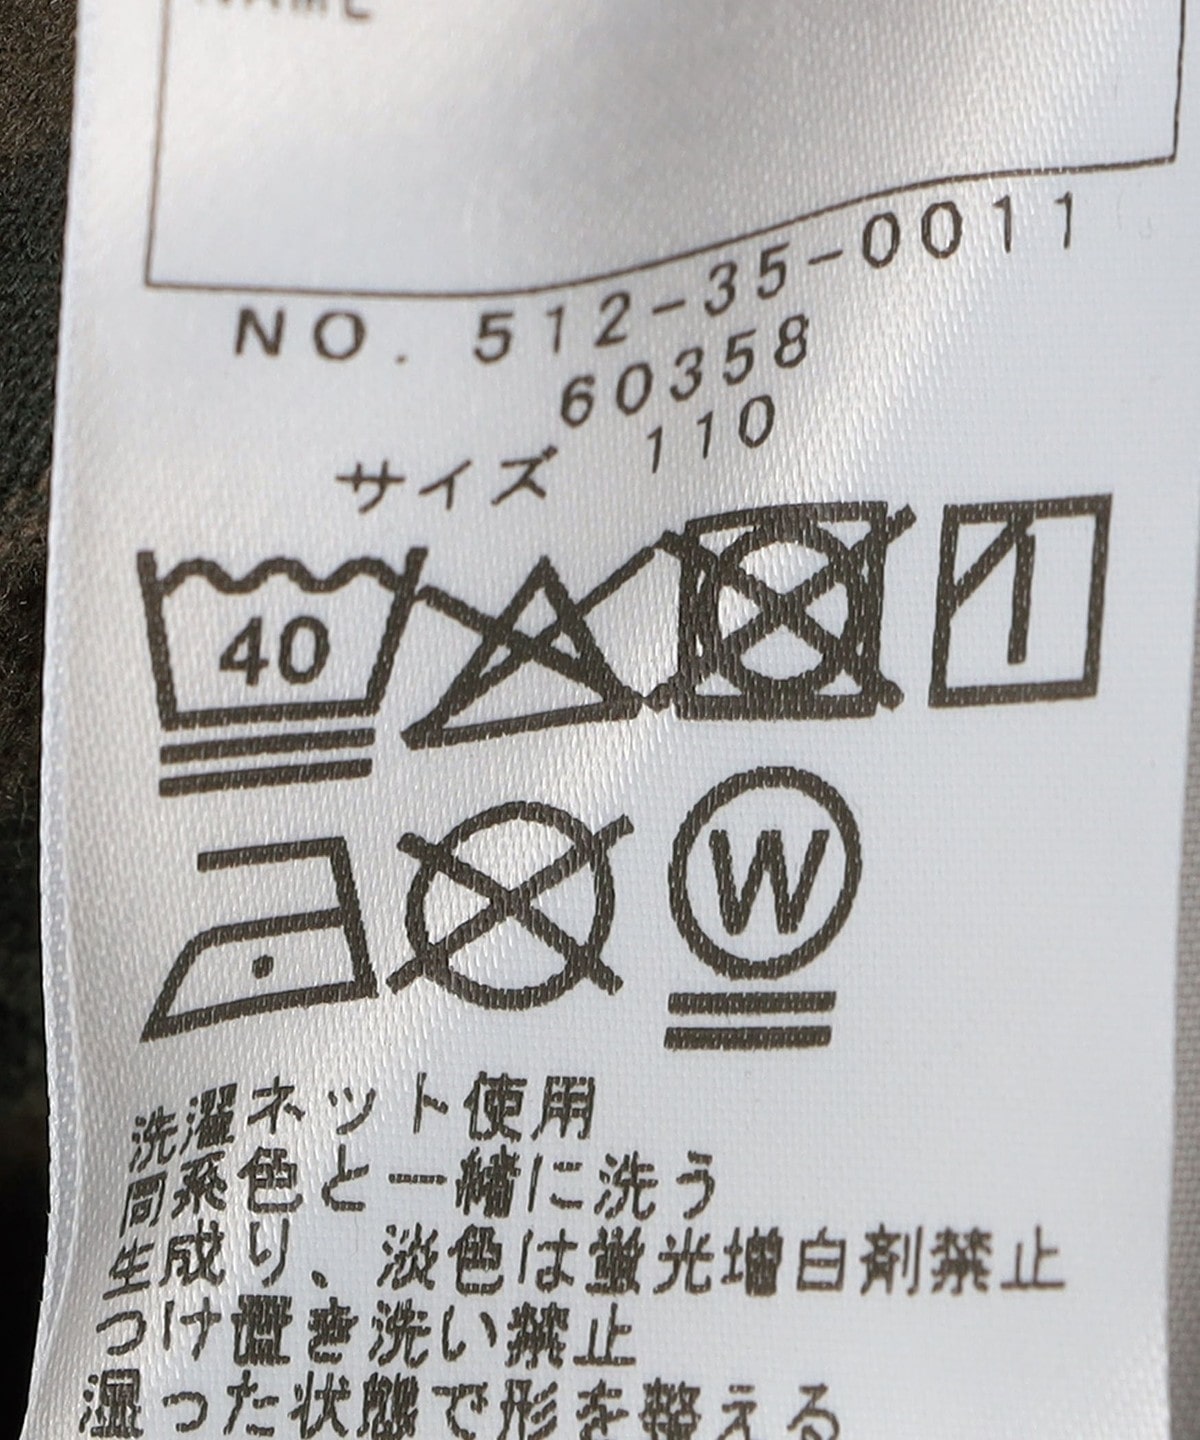 NAME
NO. 512-35-0011
60358
サイズ 110
40
W
洗濯ネット使用
同系色と一緒に洗う
生成り、淡色は蛍光増白剤禁止
つけ置き洗い禁止
湿った状態で形を整える